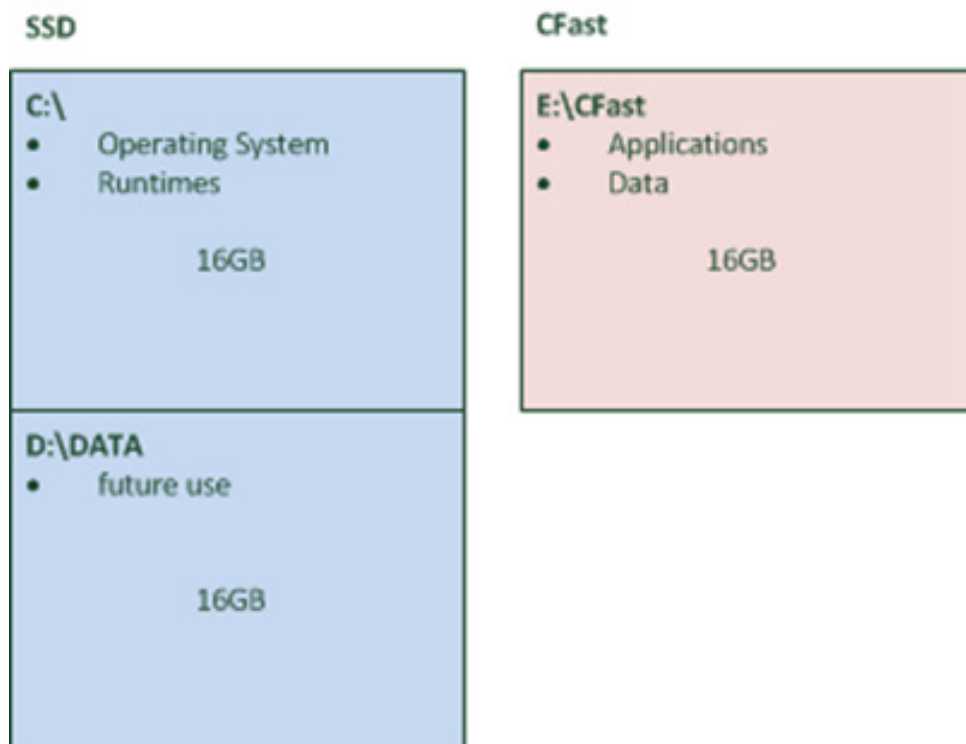 SSD
C:\
• Operating System
• Runtimes
16GB
D:\DATA
• future use
16GB
CFast
E:\CFast
• Applications
• Data
16GB